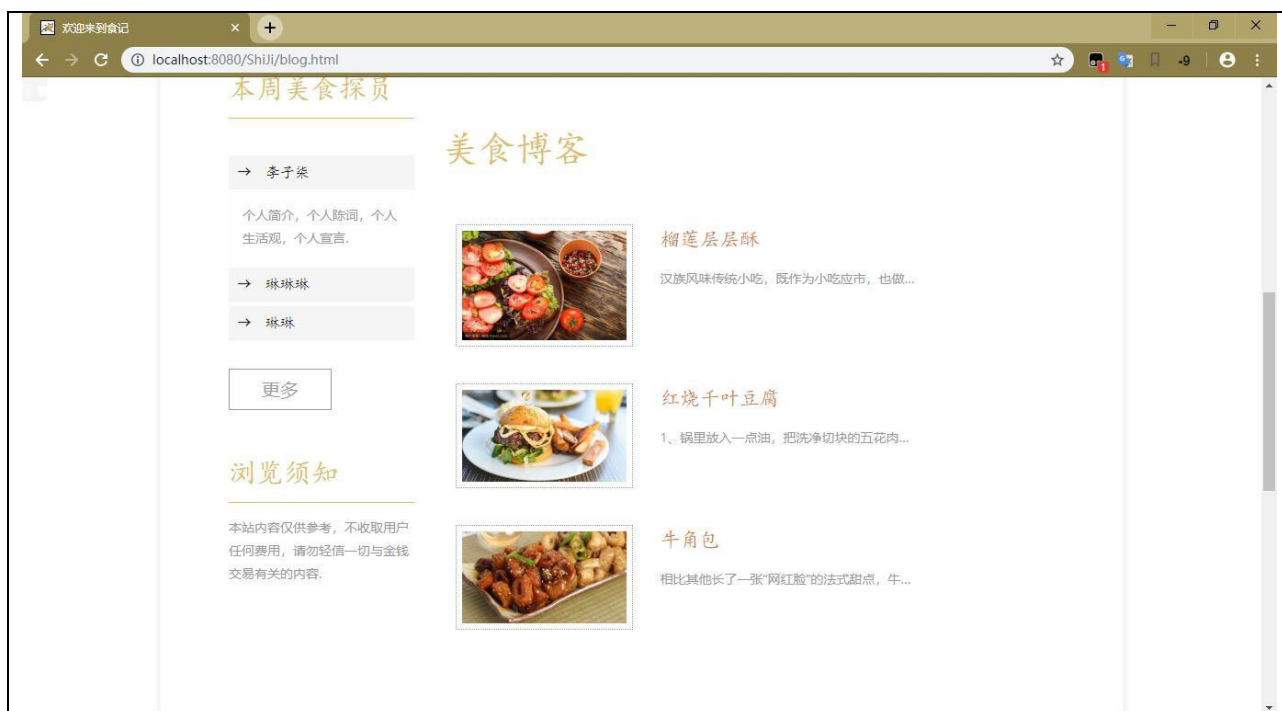 欢迎来到食记
localhost:8080/ShiJi/blog.html
1
-9
本周美食探员
李子柒
个人简介，个人陈词，个人
生活观，个人宣言.
琳琳琳
琳琳
更多
浏览须知
本站内容仅供参考，不收取用户
任何费用，请勿轻信一切与金钱
交易有关的内容.
美食博客
榴莲层层酥
汉族风味传统小吃，既作为小吃应市，也做...
红烧千叶豆腐
1、锅里放入一点油，把洗净切块的五花肉...
牛角包
相比其他长了一张“网红脸”的法式甜点，牛...